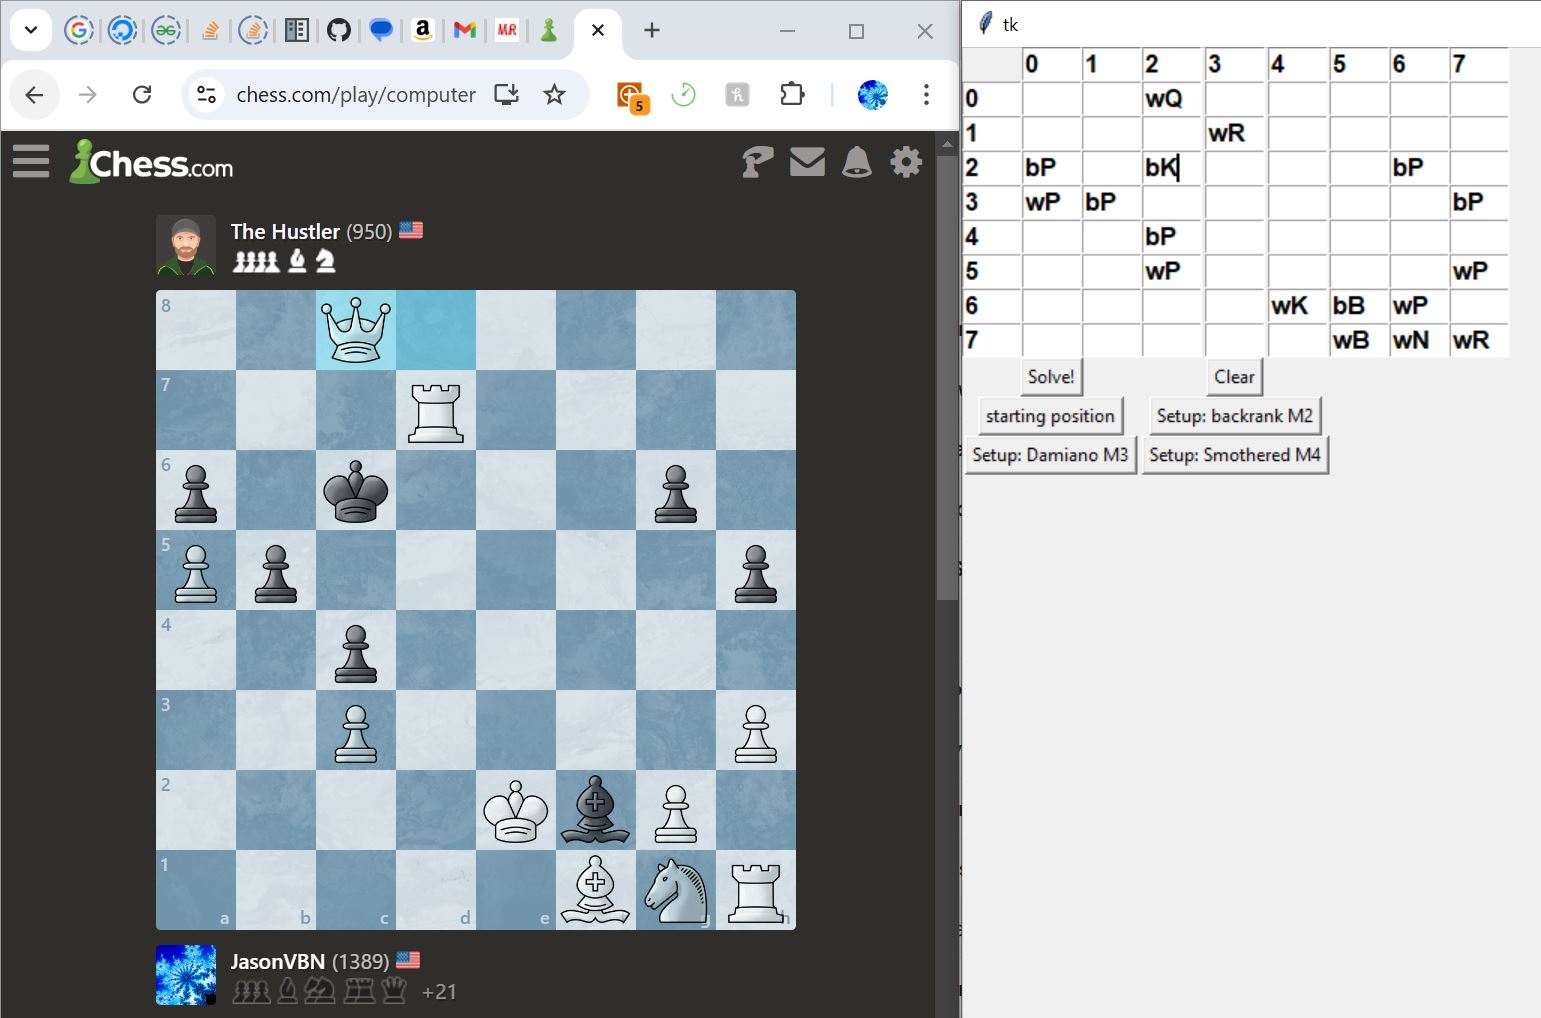 a
MR
tk
chess.com/play/computer
5
h
Chess.com
The Hustler (950)
8
7
6
5
4
3
2
1
a b c d e f g h
JasonVBN (1389)
+21
0 1 2 3 4 5 6 7
0 wQ
1 wR
2 bP bK bP
3 wP bP bP
4 bP
5 wP wP
6 wK bB wP
7 wB wN wR
Solve! Clear
starting position Setup: backrank M2
Setup: Damiano M3 Setup: Smothered M4